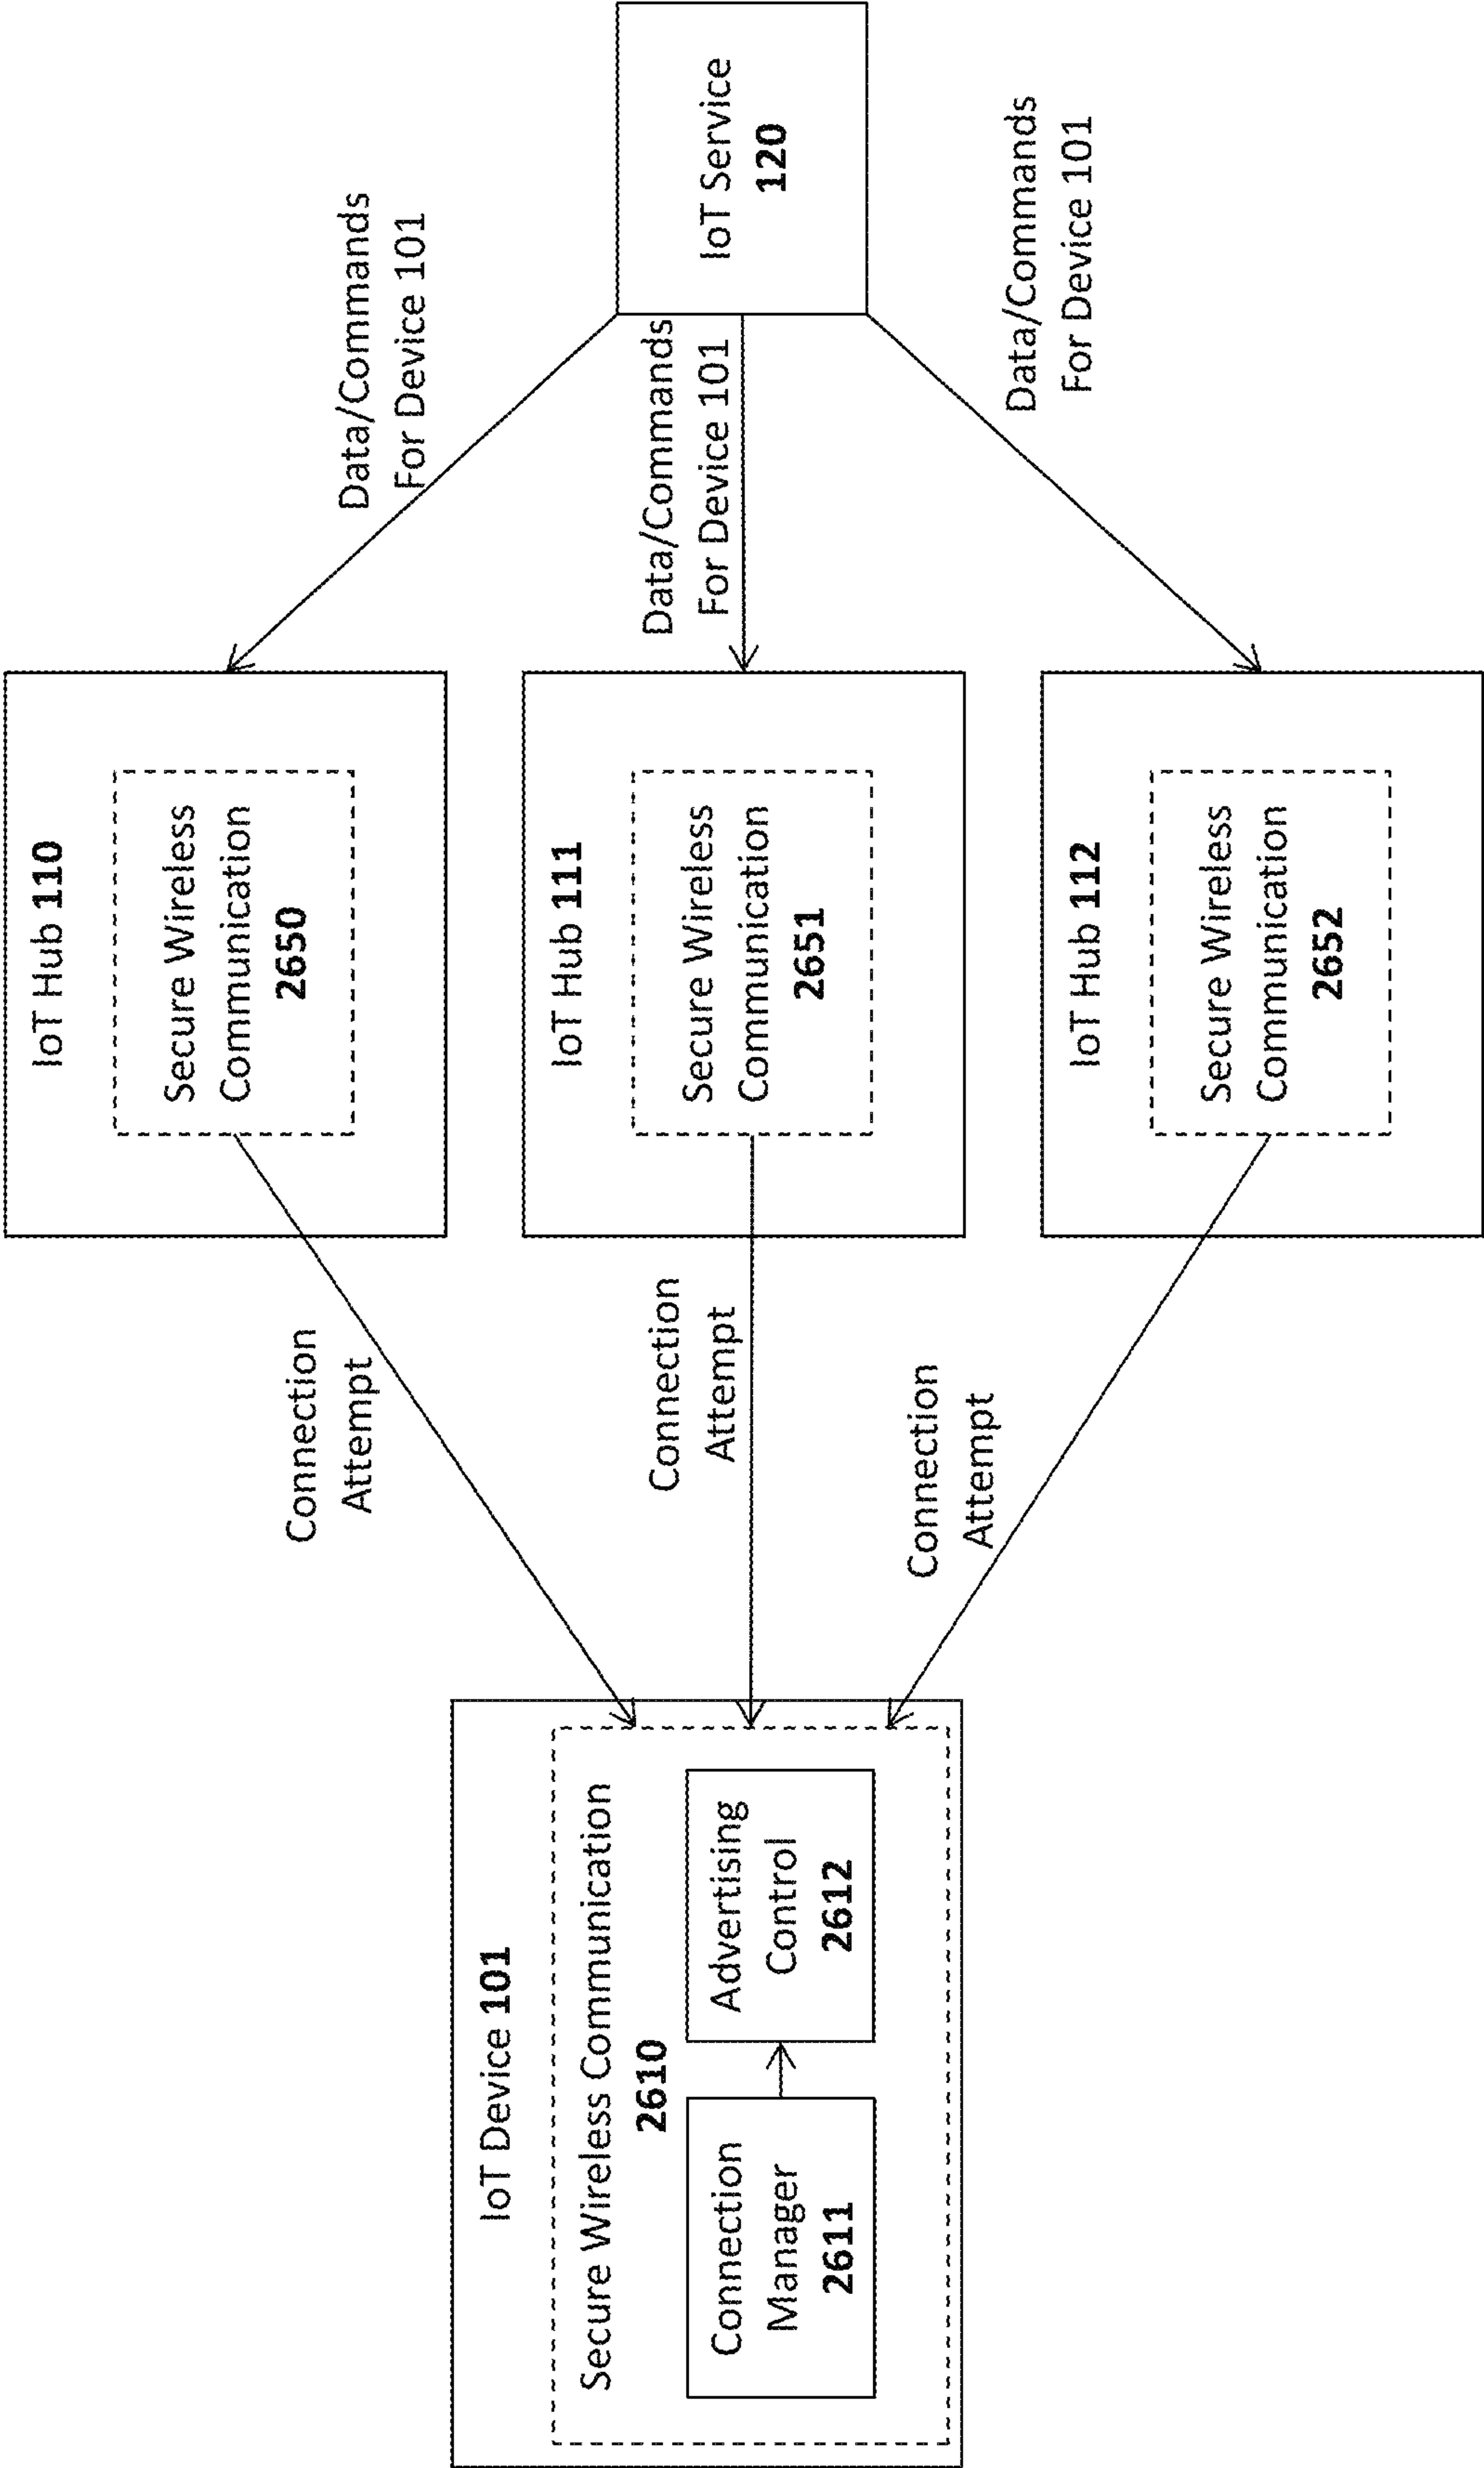 IoT Device 101
Secure Wireless Communication
2610
Connection
Manager
2611
Advertising
Control
2612
Connection
Attempt
Connection
Attempt
Connection
Attempt
IoT Hub 110
Secure Wireless
Communication
2650
IoT Hub 111
Secure Wireless
Communication
2651
IoT Hub 112
Secure Wireless
Communication
2652
Data/Commands
For Device 101
Data/Commands
For Device 101
Data/Commands
For Device 101
IoT Service
120